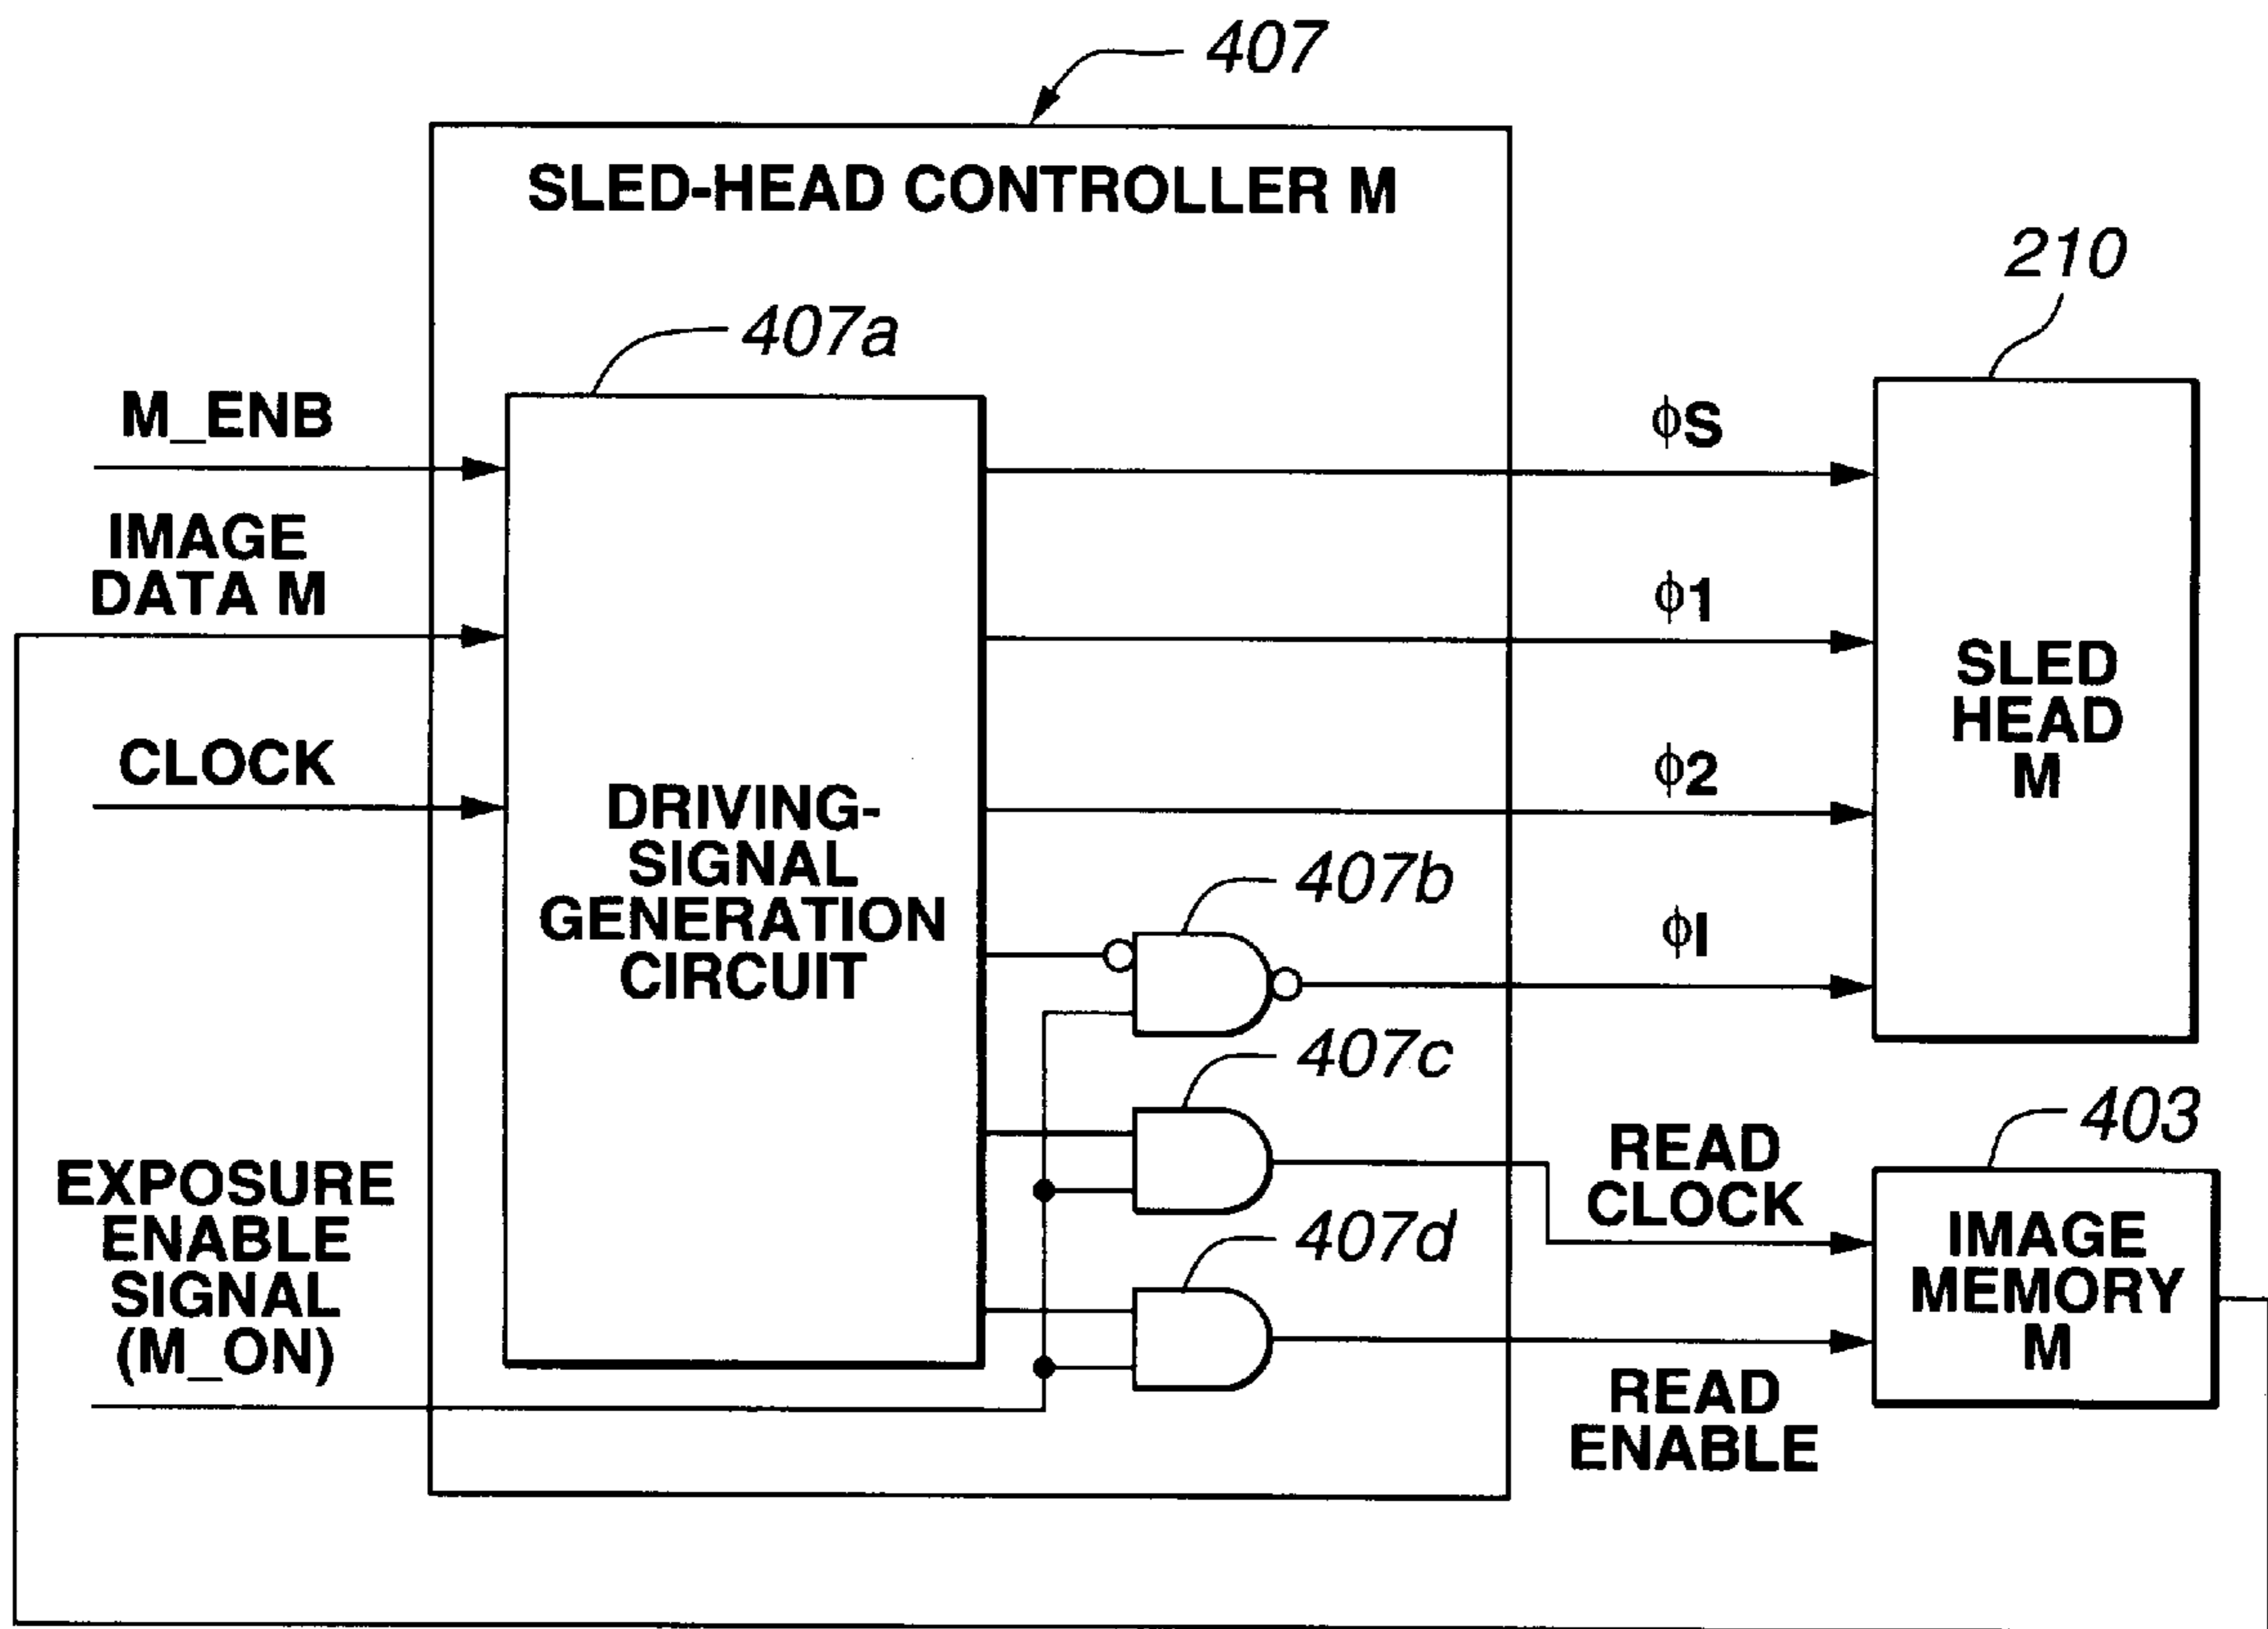 407
SLED-HEAD CONTROLLER M
210
407a
M_ENB
IMAGE
DATA M
CLOCK
DRIVING-
SIGNAL
GENERATION
CIRCUIT
ϕS
ϕ1
ϕ2
ϕI
SLED
HEAD
M
407b
407c
407d
EXPOSURE
ENABLE
SIGNAL
(M_ON)
READ
CLOCK
READ
ENABLE
403
IMAGE
MEMORY
M